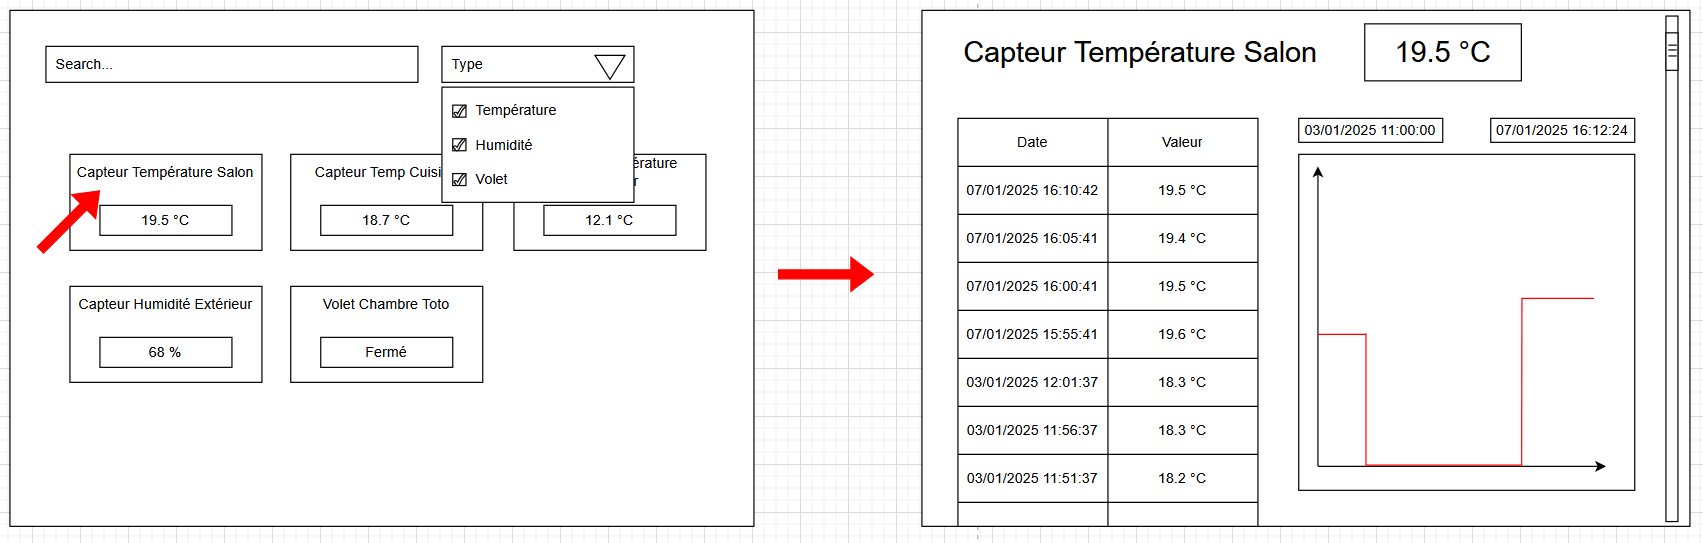 Search...
Type
Température
Humidité
Volet
Capteur Température Salon
19.5 °C
Capteur Temp Cuisi
18.7 °C
érature
r
12.1 °C
Capteur Humidité Extérieur
68 %
Volet Chambre Toto
Fermé
Capteur Température Salon
19.5 °C
Date Valeur
07/01/2025 16:10:42 19.5 °C
07/01/2025 16:05:41 19.4 °C
07/01/2025 16:00:41 19.5 °C
07/01/2025 15:55:41 19.6 °C
03/01/2025 12:01:37 18.3 °C
03/01/2025 11:56:37 18.3 °C
03/01/2025 11:51:37 18.2 °C
03/01/2025 11:00:00
07/01/2025 16:12:24